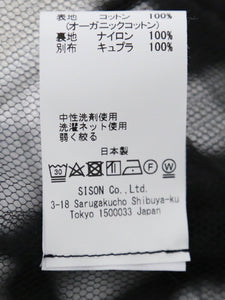 表地 コットン 100%
(オーガニックコットン)
裏地 ナイロン 100%
別布 キュプラ 100%
中性洗剤使用
洗濯ネット使用
弱く絞る
日本製
30
SISON Co.,Ltd.
3-18 Sarugakucho Shibuya-ku
Tokyo 1500033 Japan